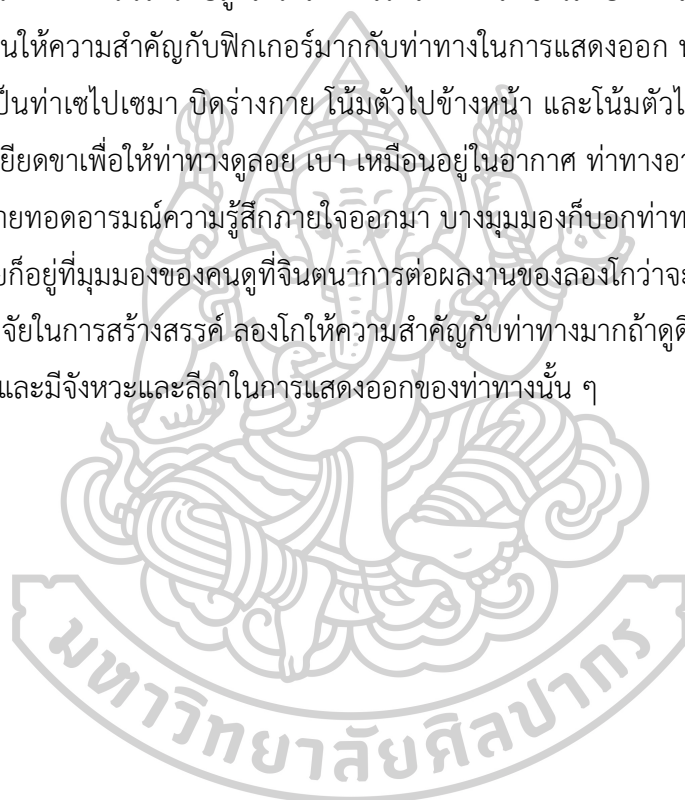 นให้ความสำคัญกับฟิกเกอร์มากกับท่าทางในการแสดงออก
ป็นท่าเซไปเซมา บิดร่างกาย โน้มตัวไปข้างหน้า และโน้มตัวไ
ยียดขาเพื่อให้ท่าทางดูลอย เบา เหมือนอยู่ในอากาศ ท่าทางอา
ายทอดอารมณ์ความรู้สึกภายใจออกมา บางมุมมองก็บอกท่าท
ก็อยู่ที่มุมมองของคนดูที่จินตนาการต่อผลงานของลองโกว่าจะ
จัยในการสร้างสรรค์ ลองโกให้ความสำคัญกับท่าทางมากถ้าดูดี
และมีจังหวะและลีลาในการแสดงออกของท่าทางนั้น ๆ
มหาวิทยาลัยศิลปากร